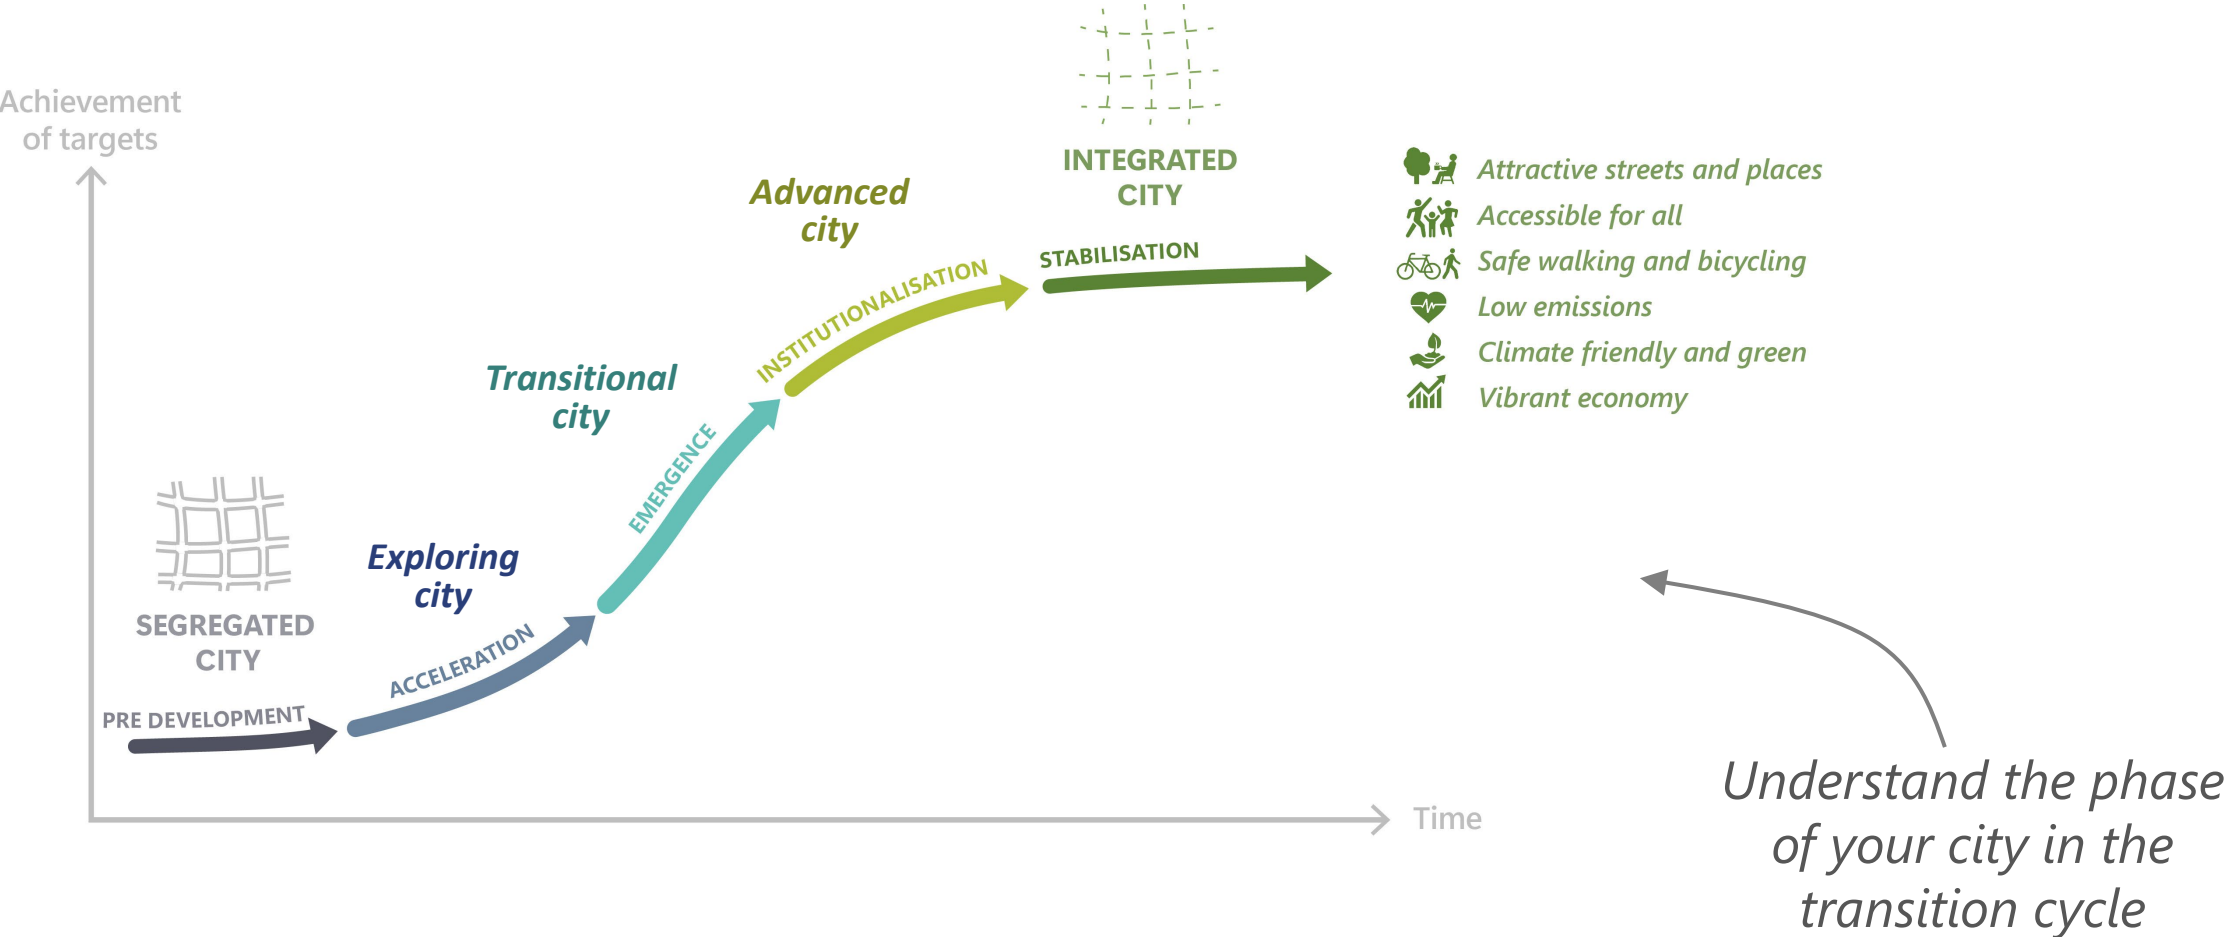 Achievement
of targets
INTEGRATED
CITY
Advanced
city
STABILISATION
INSTITUTIONALISATION
Transitional
city
EMERGENCE
Exploring
city
ACCELERATION
SEGREGATED
CITY
PRE DEVELOPMENT
Time
Attractive streets and places
Accessible for all
Safe walking and bicycling
Low emissions
Climate friendly and green
Vibrant economy
Understand the phase
of your city in the
transition cycle